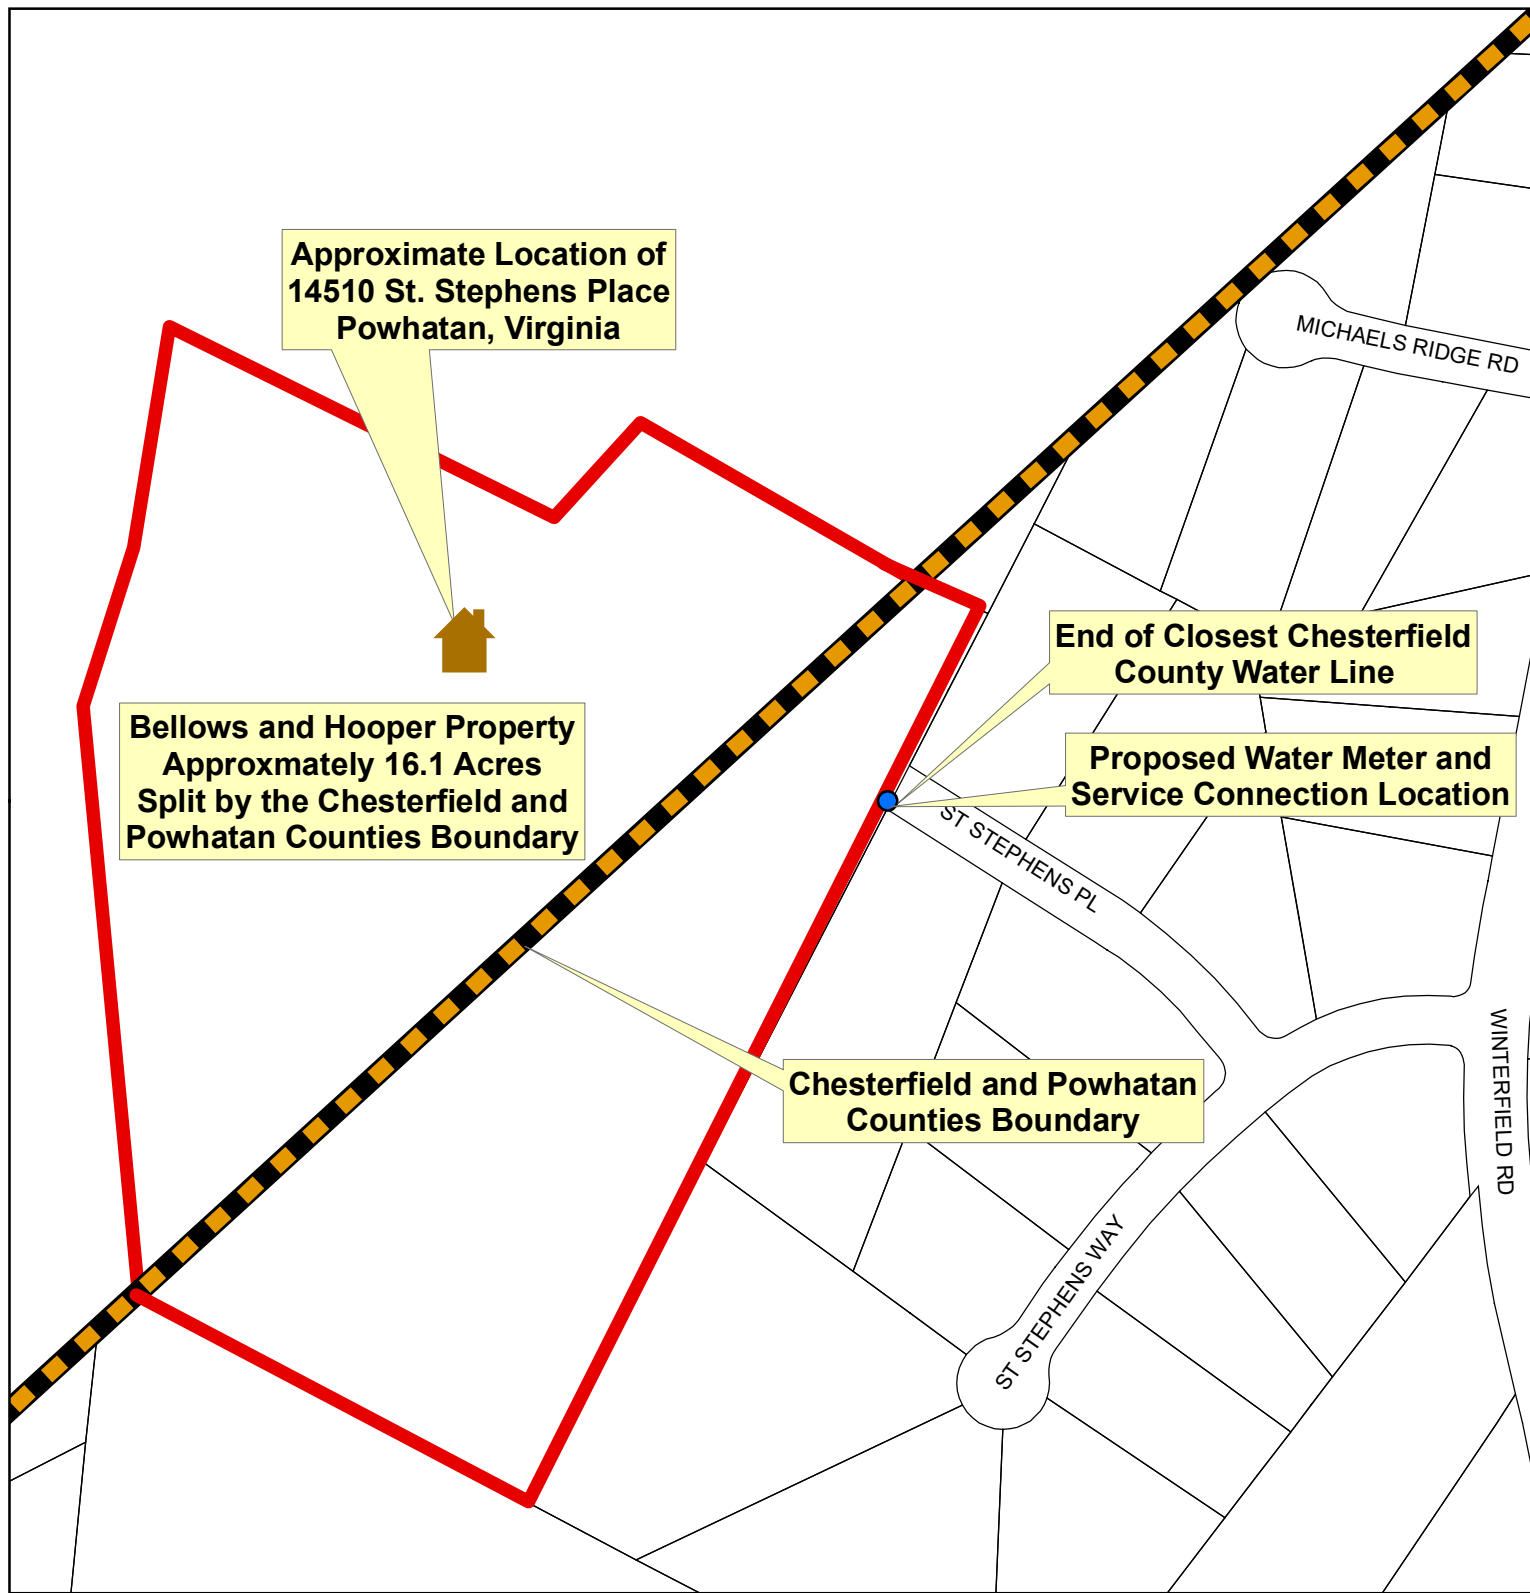 Approximate Location of
14510 St. Stephens Place
Powhatan, Virginia
MICHAELS RIDGE RD
End of Closest Chesterfield
County Water Line
Bellows and Hooper Property
Approxmately 16.1 Acres
Split by the Chesterfield and
Powhatan Counties Boundary
Proposed Water Meter and
Service Connection Location
ST STEPHENS PL
Chesterfield and Powhatan
Counties Boundary
WINTERFIELD RD
ST STEPHENS WAY